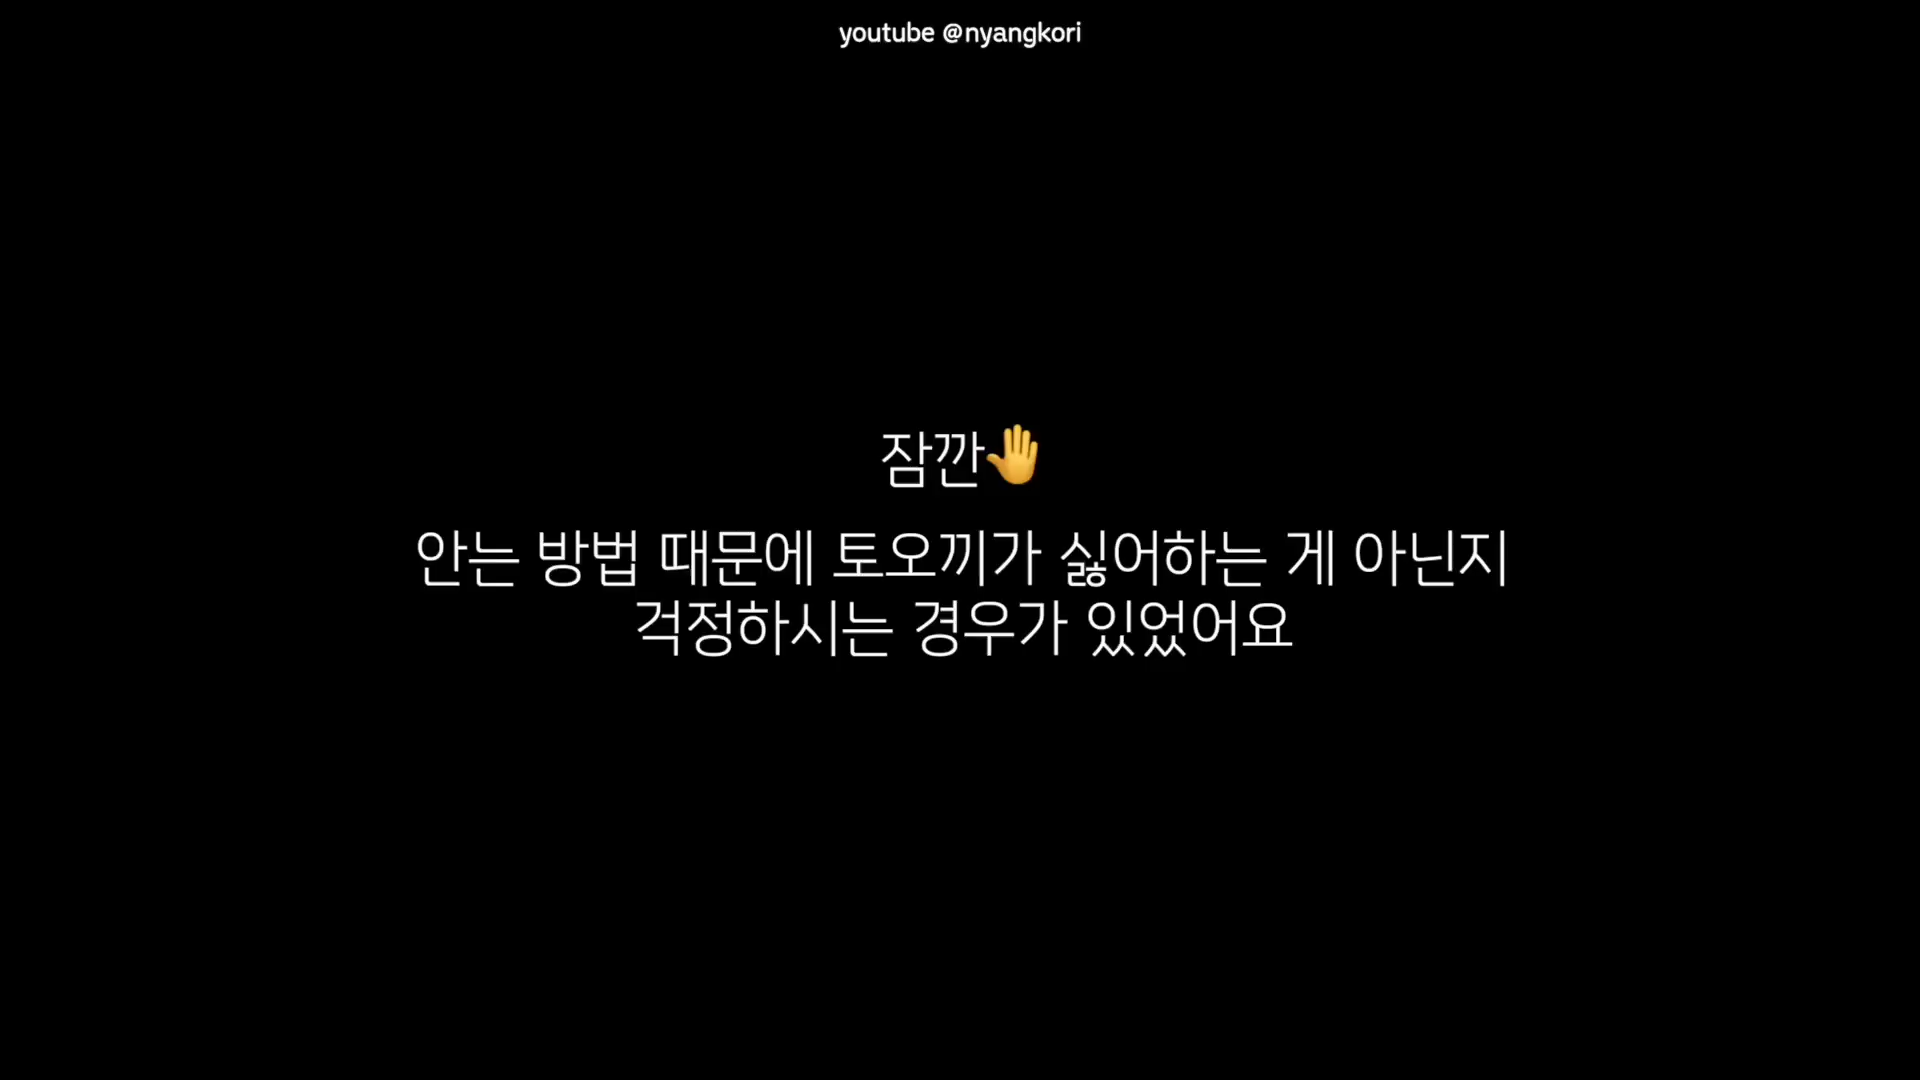 youtube @nyangkori
잠깐🤚
안는 방법 때문에 토오끼가 싫어하는 게 아닌지
걱정하시는 경우가 있었어요